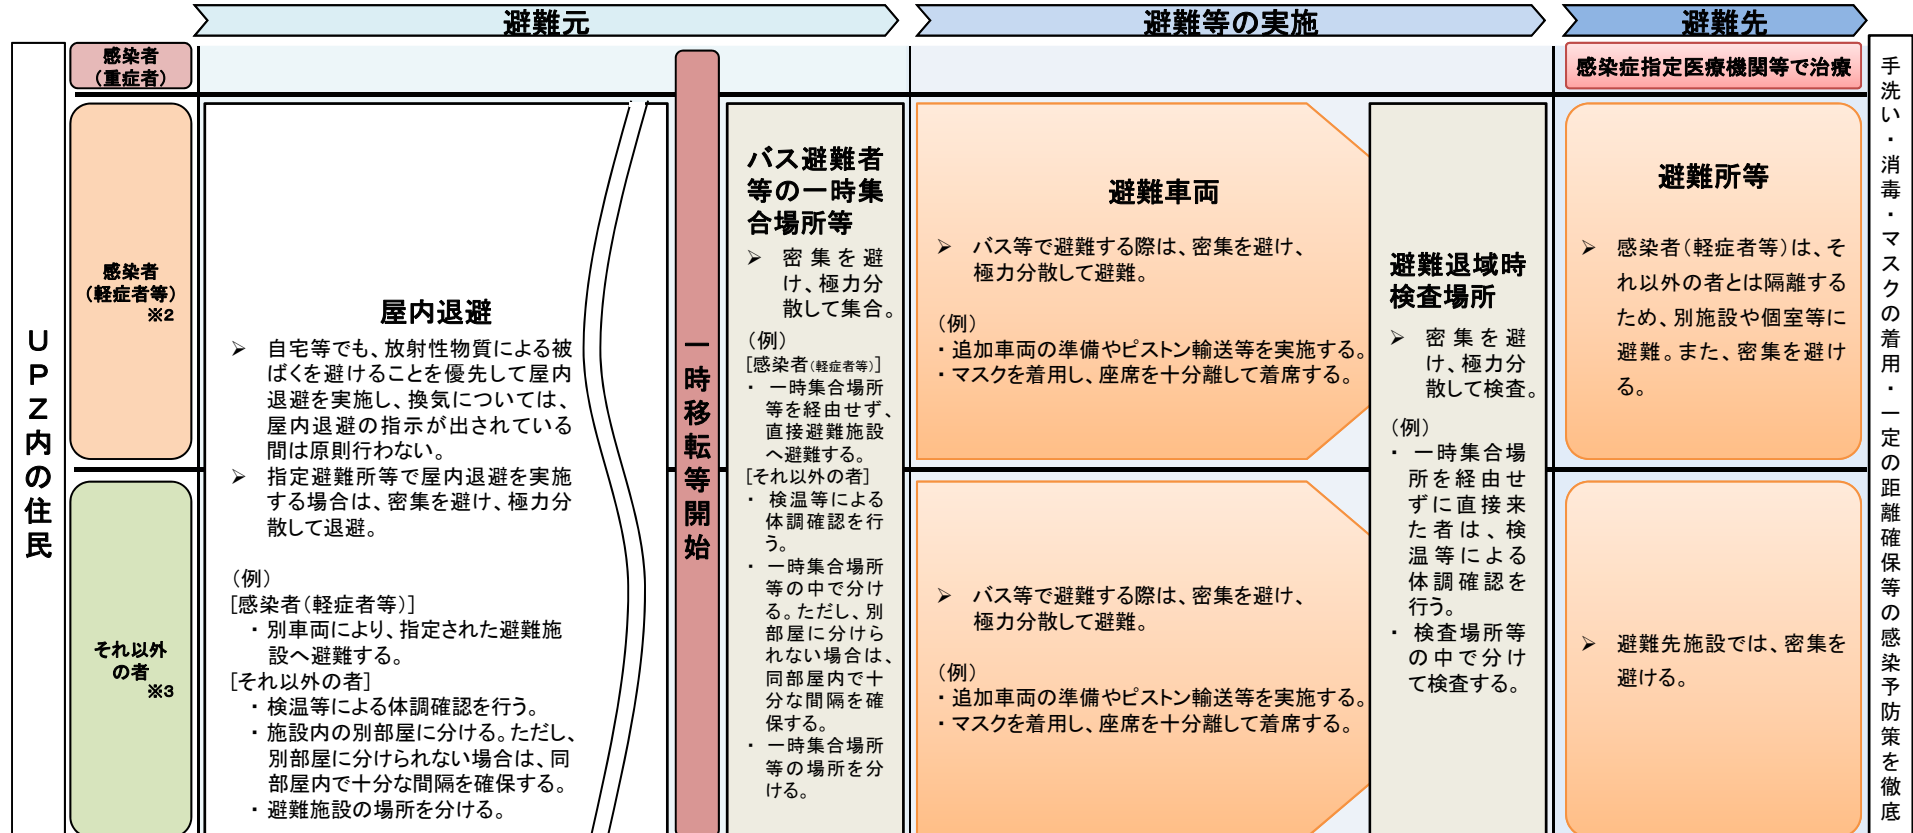 避難元
避難等の実施
避難先
UPZ内の住民
感染者
（重症者）
感染症指定医療機関等で治療
感染者
（軽症者等）
※2
それ以外
の者
※3
屋内退避
➢ 自宅等でも、放射性物質による被
ばくを避けることを優先して屋内
退避を実施し、換気については、
屋内退避の指示が出されている
間は原則行わない。
➢ 指定避難所等で屋内退避を実施
する場合は、密集を避け、極力分
散して退避。
（例）
[感染者（軽症者等）]
・別車両により、指定された避難施
設へ避難する。
[それ以外の者]
・検温等による体調確認を行う。
・施設内の別部屋に分ける。ただし、
別部屋に分けられない場合は、同
部屋内で十分な間隔を確保する。
・避難施設の場所を分ける。
一時移転等開始
バス避難者
等の一時集
合場所等
➢ 密集を避
け、極力分
散して集合。
（例）
[感染者（軽症者等）]
・ 一時集合場所
等を経由せず、
直接避難施設
へ避難する。
[それ以外の者]
・ 検温等による
体調確認を行
う。
・ 一時集合場所
等の中で分け
る。ただし、別
部屋に分けら
れない場合は、
同部屋内で十
分な間隔を確
保する。
・ 一時集合場所
等の場所を分
ける。
避難車両
➢ バス等で避難する際は、密集を避け、
極力分散して避難。
（例）
・追加車両の準備やピストン輸送等を実施する。
・マスクを着用し、座席を十分離して着席する。
➢ バス等で避難する際は、密集を避け、
極力分散して避難。
（例）
・追加車両の準備やピストン輸送等を実施する。
・マスクを着用し、座席を十分離して着席する。
避難退域時
検査場所
➢ 密集を避
け、極力分
散して検査。
（例）
・ 一時集合場
所を経由せ
ずに直接来
た者は、検
温等による
体調確認を
行う。
・ 検査場所等
の中で分け
て検査する。
避難所等
➢ 感染者（軽症者等）は、そ
れ以外の者とは隔離する
ため、別施設や個室等に
避難。また、密集を避け
る。
➢ 避難先施設では、密集を
避ける。
手洗い・消毒・マスクの着用・一定の距離確保等の感染予防策を徹底